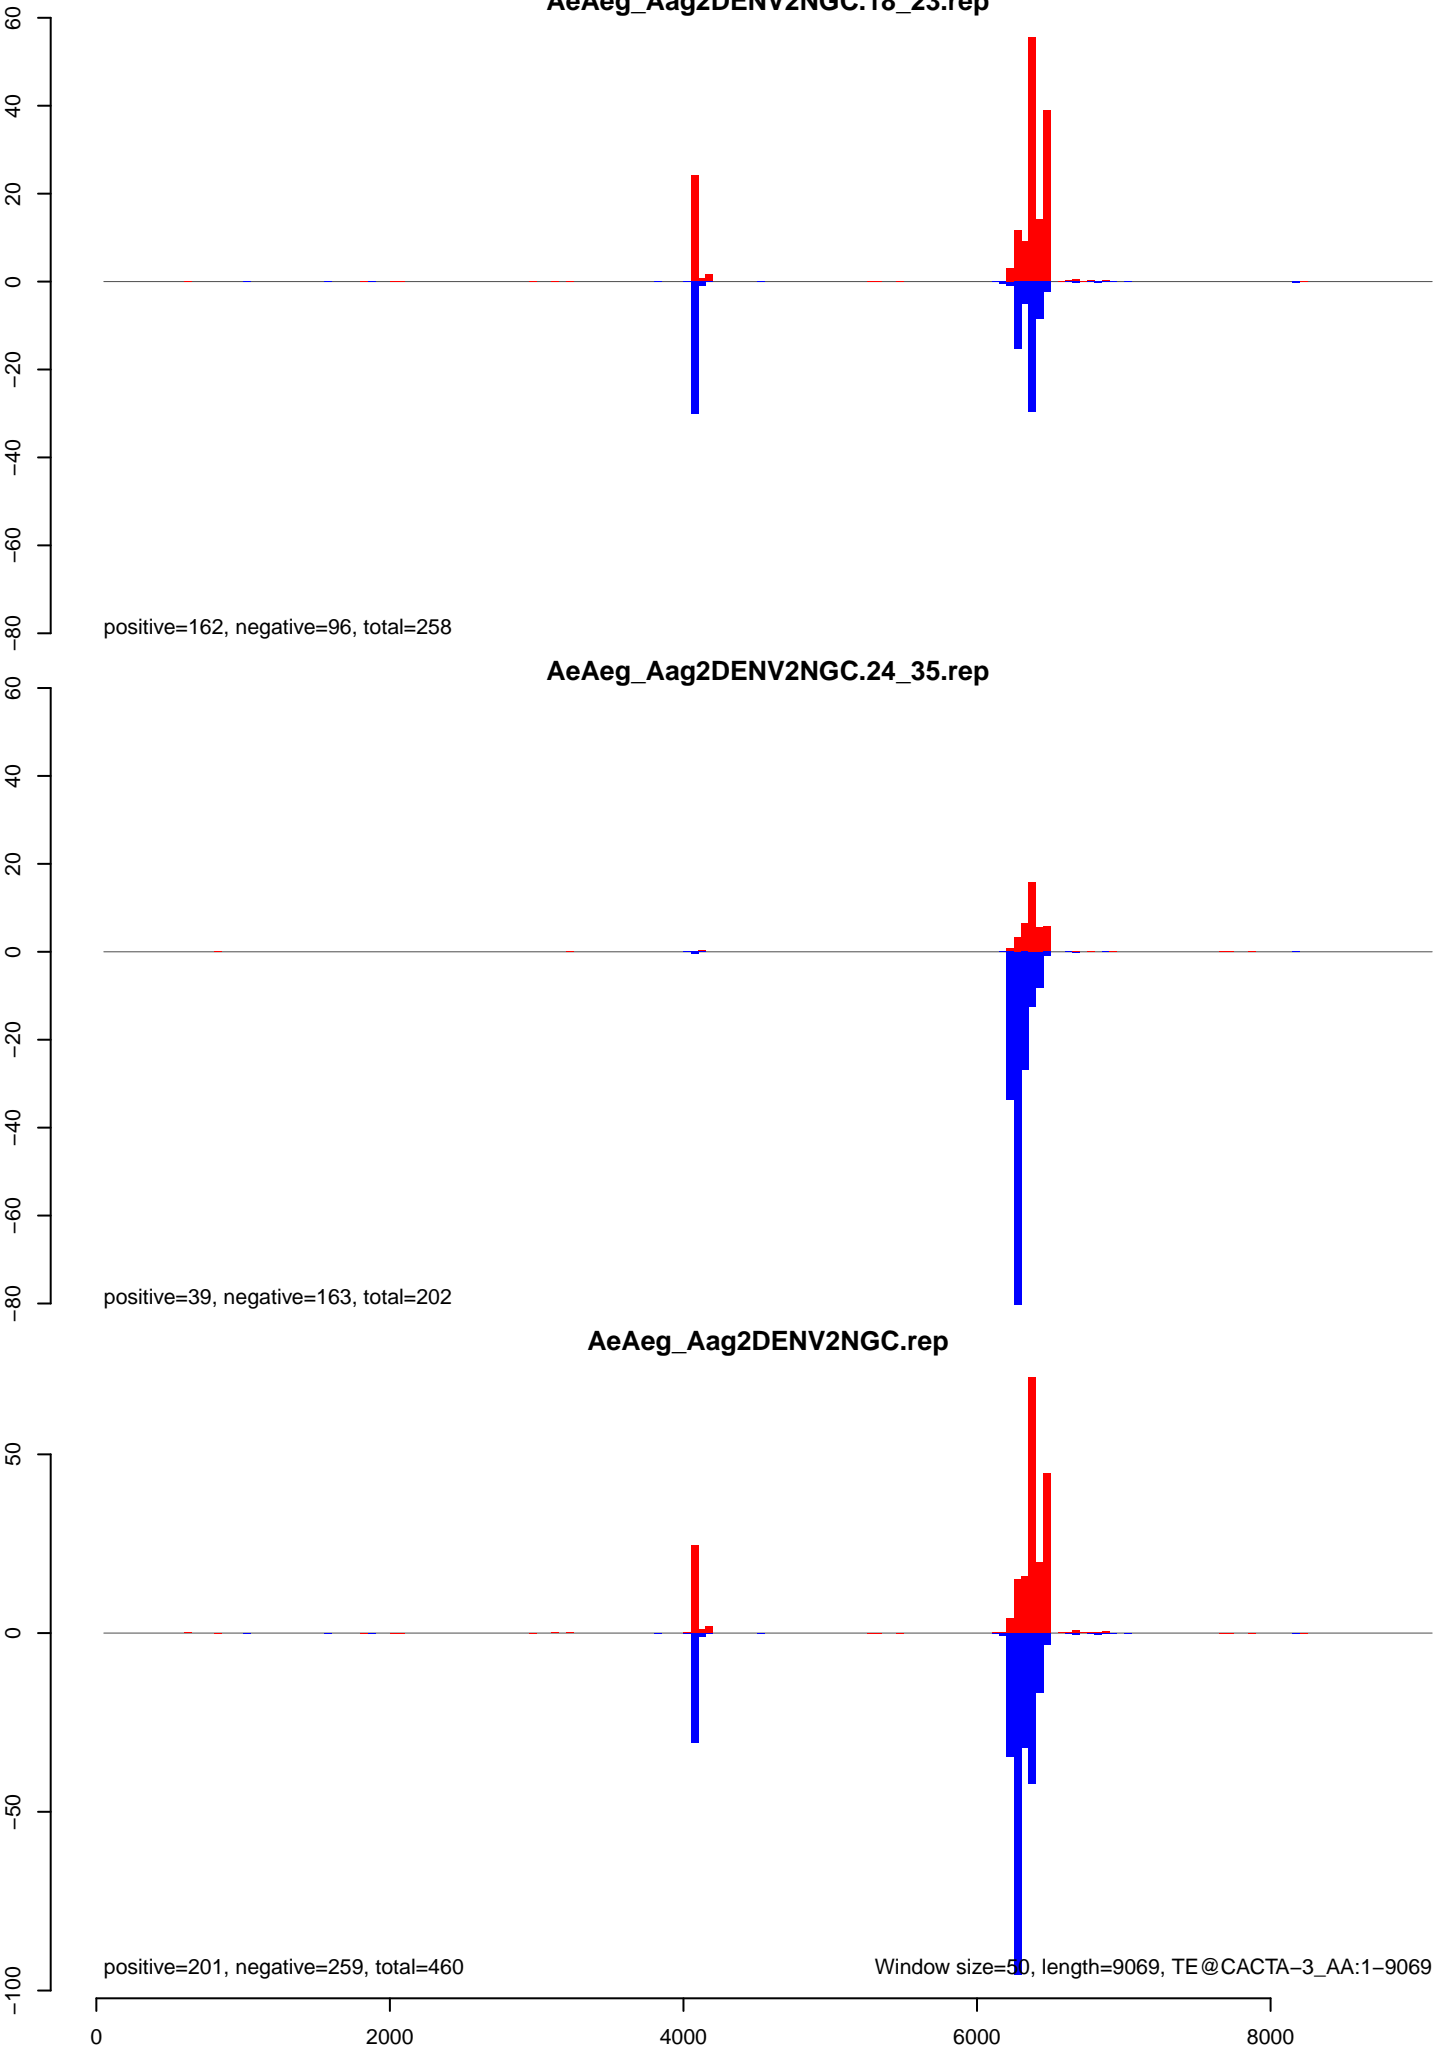 AeAeg_Aag2DENV2NGC.18_23.rep
60
40
20
0
−20
−40
−60
−80
positive=162, negative=96, total=258
AeAeg_Aag2DENV2NGC.24_35.rep
60
40
20
0
−20
−40
−60
−80
positive=39, negative=163, total=202
AeAeg_Aag2DENV2NGC.rep
50
0
−50
−100
positive=201, negative=259, total=460
Window size=50, length=9069, TE@CACTA−3_AA:1−9069
0 2000 4000 6000 8000